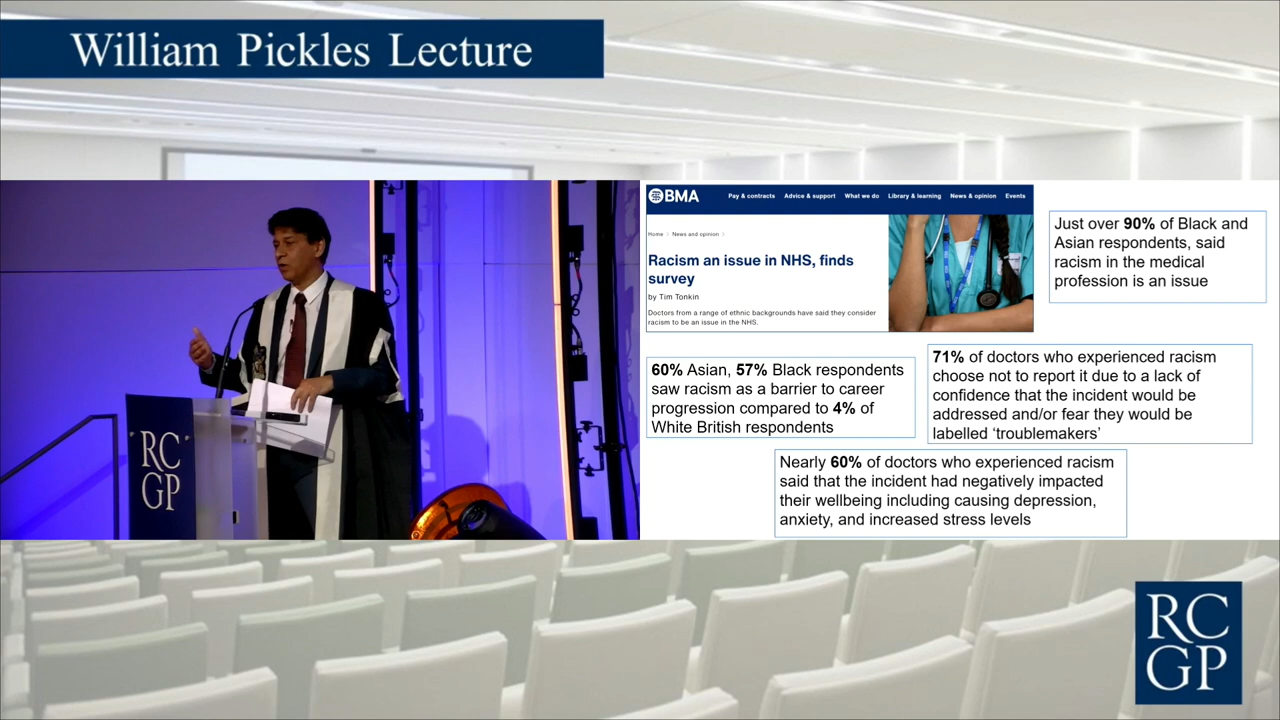 William Pickles Lecture
RC
GP
BMA
Pay & contracts Advice & support What we do Library & learning News & opinion Events
Home News and opinion
Racism an issue in NHS, finds
survey
by Tim Tonkin
Doctors from a range of ethnic backgrounds have said they consider
racism to be an issue in the NHS.
Just over 90% of Black and
Asian respondents, said
racism in the medical
profession is an issue
60% Asian, 57% Black respondents
saw racism as a barrier to career
progression compared to 4% of
White British respondents
71% of doctors who experienced racism
choose not to report it due to a lack of
confidence that the incident would be
addressed and/or fear they would be
labelled ‘troublemakers’
Nearly 60% of doctors who experienced racism
said that the incident had negatively impacted
their wellbeing including causing depression,
anxiety, and increased stress levels
RC
GP